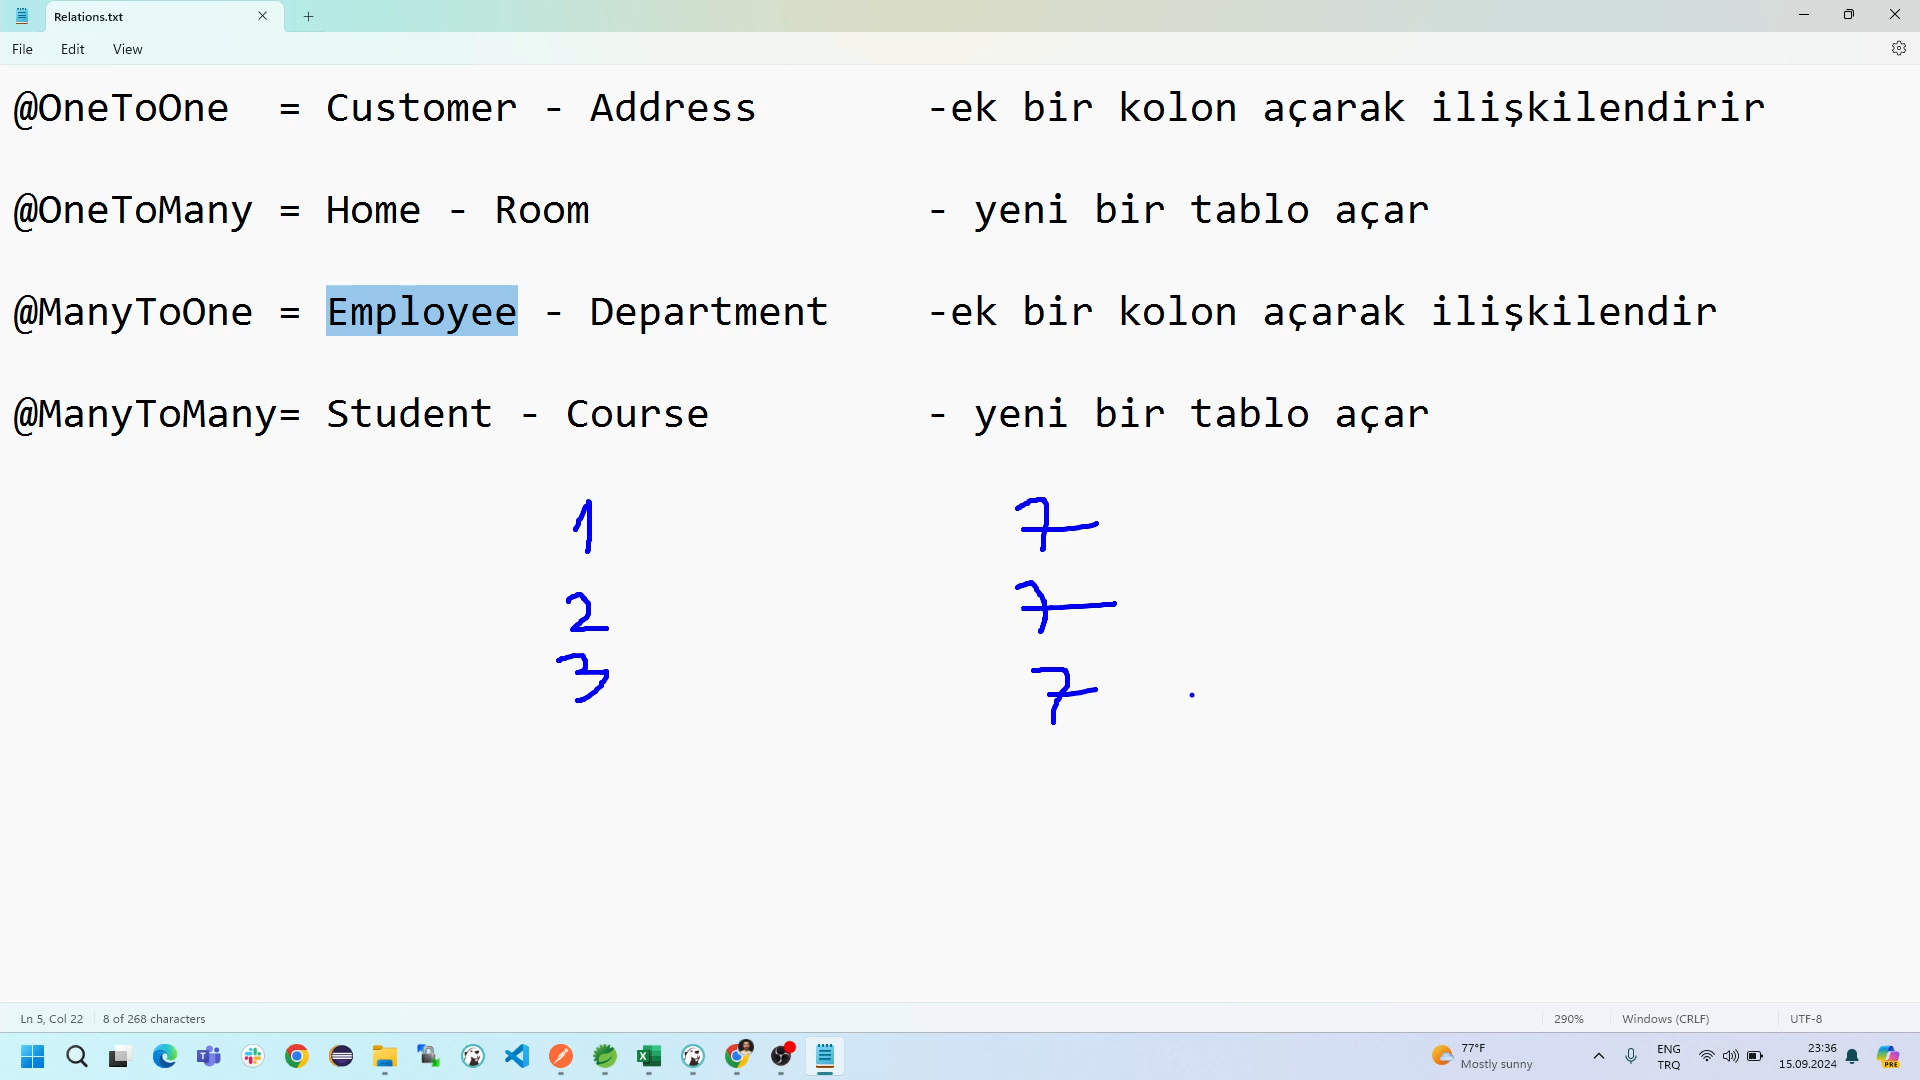 Relations.txt
File Edit View
@OneToOne = Customer - Address -ek bir kolon açarak ilişkilendirir
@OneToMany = Home - Room - yeni bir tablo açar
@ManyToOne = Employee - Department -ek bir kolon açarak ilişkilendir
@ManyToMany= Student - Course - yeni bir tablo açar
1 7
2 7
3 7
Ln 5, Col 22 8 of 268 characters 290% Windows (CRLF) UTF-8
77°F ENG 23:36
Mostly sunny TRQ 15.09.2024
PRE